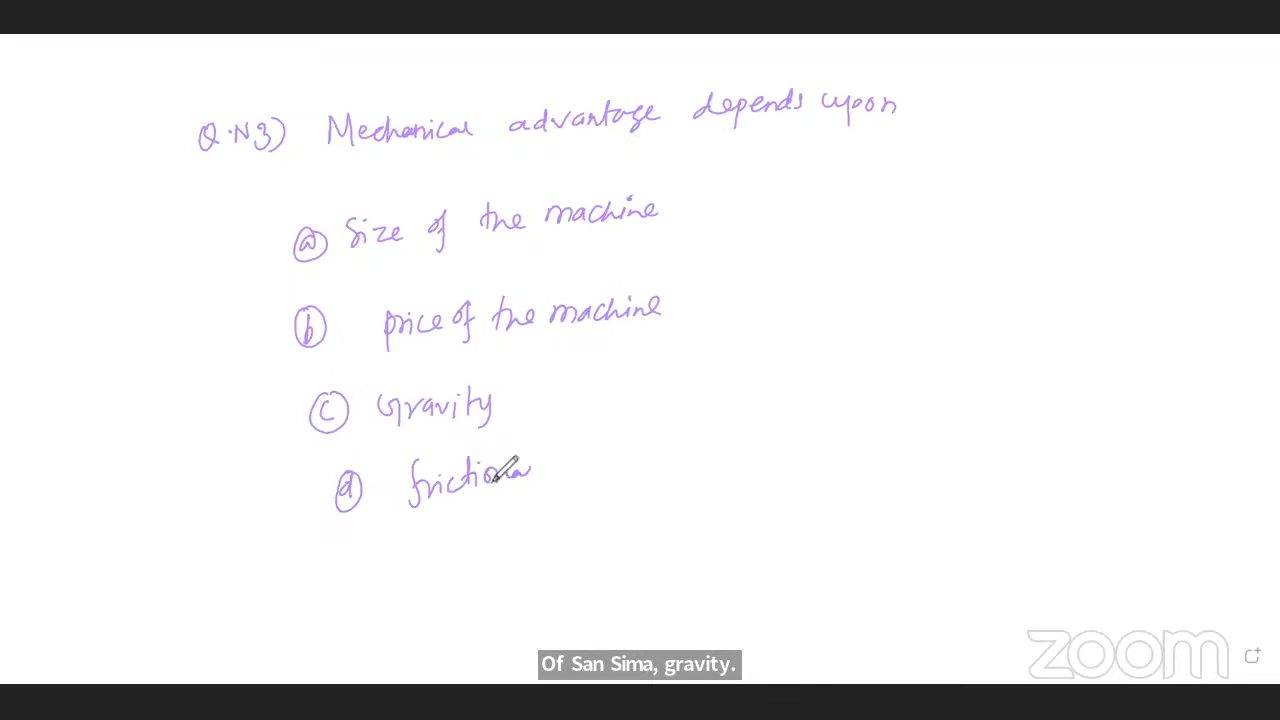 Q.N 3) Mechanical advantage depends upon
(a) Size of the machine
(b) price of the machine
(c) Gravity
(d) friction
Of San Sima, gravity.
zoom